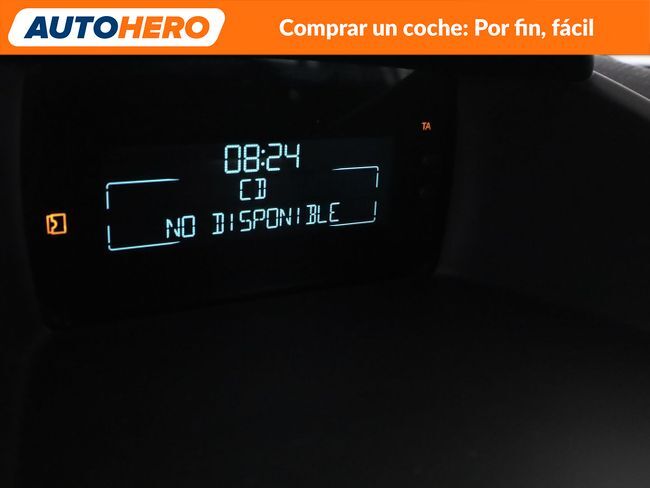 AUTOHERO
Comprar un coche: Por fin, fácil
TA
08:24
CD
NO DISPONIBLE